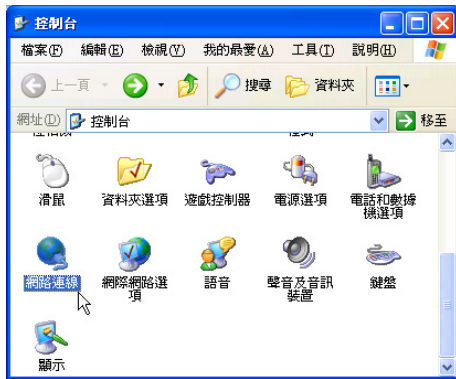 控制台
檔案(F) 編輯(E) 檢視(V) 我的最愛(A) 工具(T) 說明(H)
上一頁 搜尋 資料夾
網址(D) 控制台 移至
滑鼠 資料夾選項 遊戲控制器 電源選項 電話和數據
機選項
網路連線 網際網路選 語音 聲音及音訊 鍵盤
項 裝置
顯示